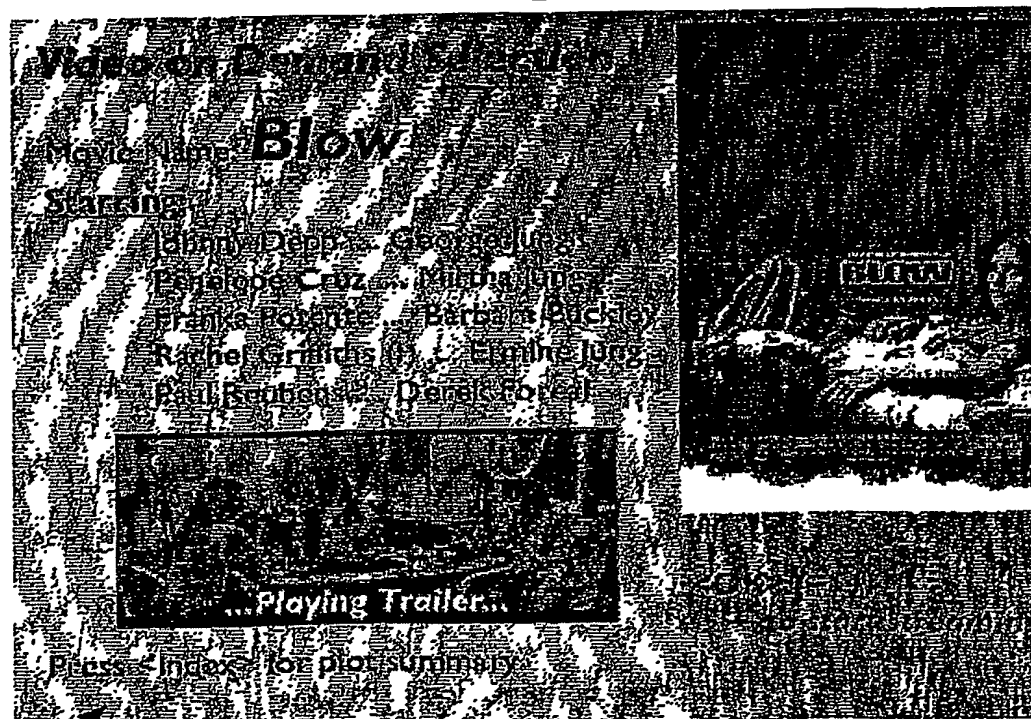 Video on Demand Selection
Movie Name: Blow
Starring:
Johnny Depp ... George Jung
Penelope Cruz ... Mirtha Jung
Franka Potente ... Barbara Buckley
Rachel Griffiths (I) ... Ermine Jung
Paul Reubens ... Derek Foreal
BLOW
...Playing Trailer...
Press <Index> for plot summary